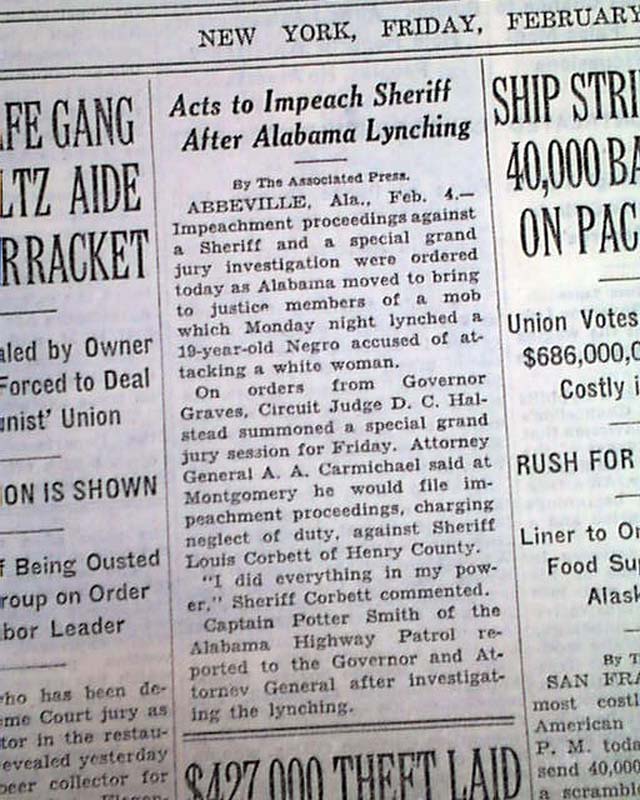 NEW YORK, FRIDAY, FEBRUARY
FE GANG
LTZ AIDE
RACKET
aled by Owner
Forced to Deal
nist' Union
ON IS SHOWN
f Being Ousted
roup on Order
bor Leader
ho has been de-
me Court jury as
tor in the restau-
evealed yesterday
beer collector for
Acts to Impeach Sheriff
After Alabama Lynching
By The Associated Press.
ABBEVILLE, Ala., Feb. 4.—
Impeachment proceedings against
a Sheriff and a special grand
jury investigation were ordered
today as Alabama moved to bring
to justice members of a mob
which Monday night lynched a
19-year-old Negro accused of at-
tacking a white woman.
On orders from Governor
Graves, Circuit Judge D. C. Hal-
stead summoned a special grand
jury session for Friday. Attorney
General A. A. Carmichael said at
Montgomery he would file im-
peachment proceedings, charging
neglect of duty, against Sheriff
Louis Corbett of Henry County.
"I did everything in my pow-
er," Sheriff Corbett commented.
Captain Potter Smith of the
Alabama Highway Patrol re-
ported to the Governor and At-
torney General after investigat-
ing the lynching.
$427,000 THEFT LAID
SHIP STRI
40,000 BA
ON PAC
Union Votes
$686,000,0
Costly i
RUSH FOR
Liner to Or
Food Sup
Alask
By T
SAN FRA
most costl
American
P. M. toda
send 40,000
a scrambli